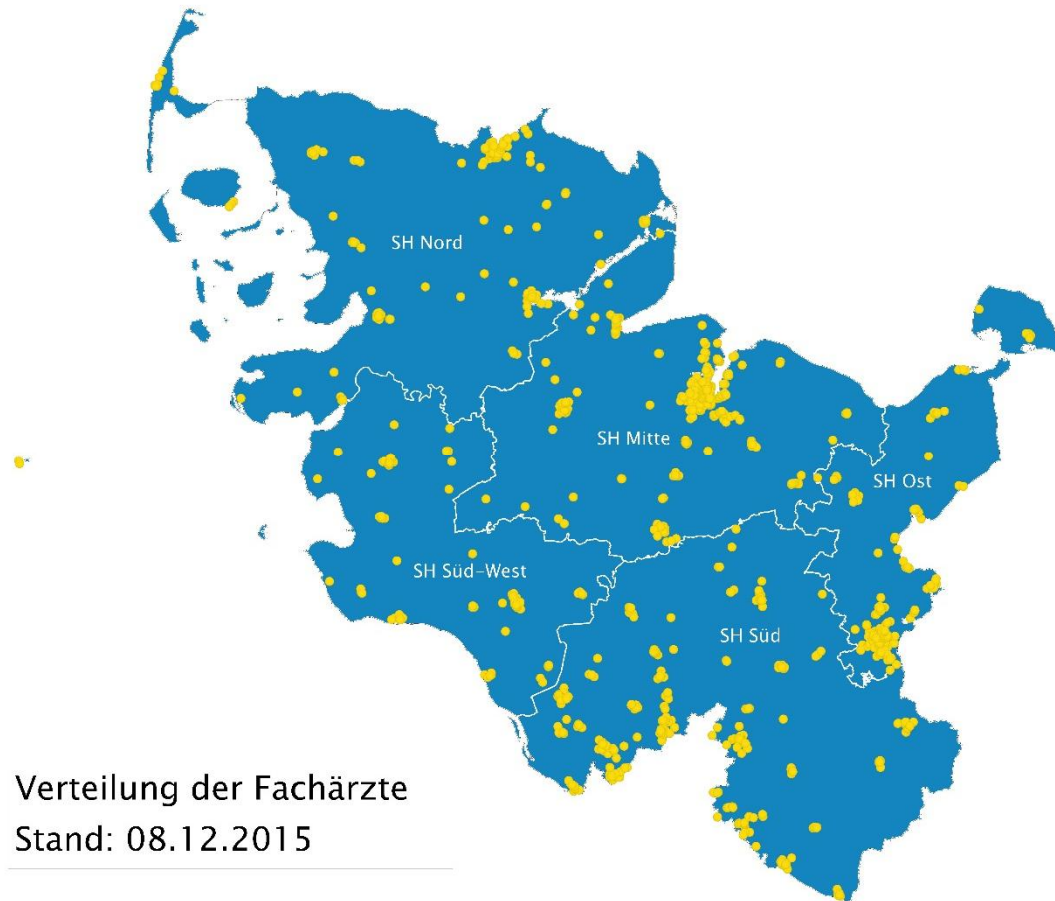 SH Nord
SH Mitte
SH Ost
SH Süd-West
SH Süd
Verteilung der Fachärzte
Stand: 08.12.2015